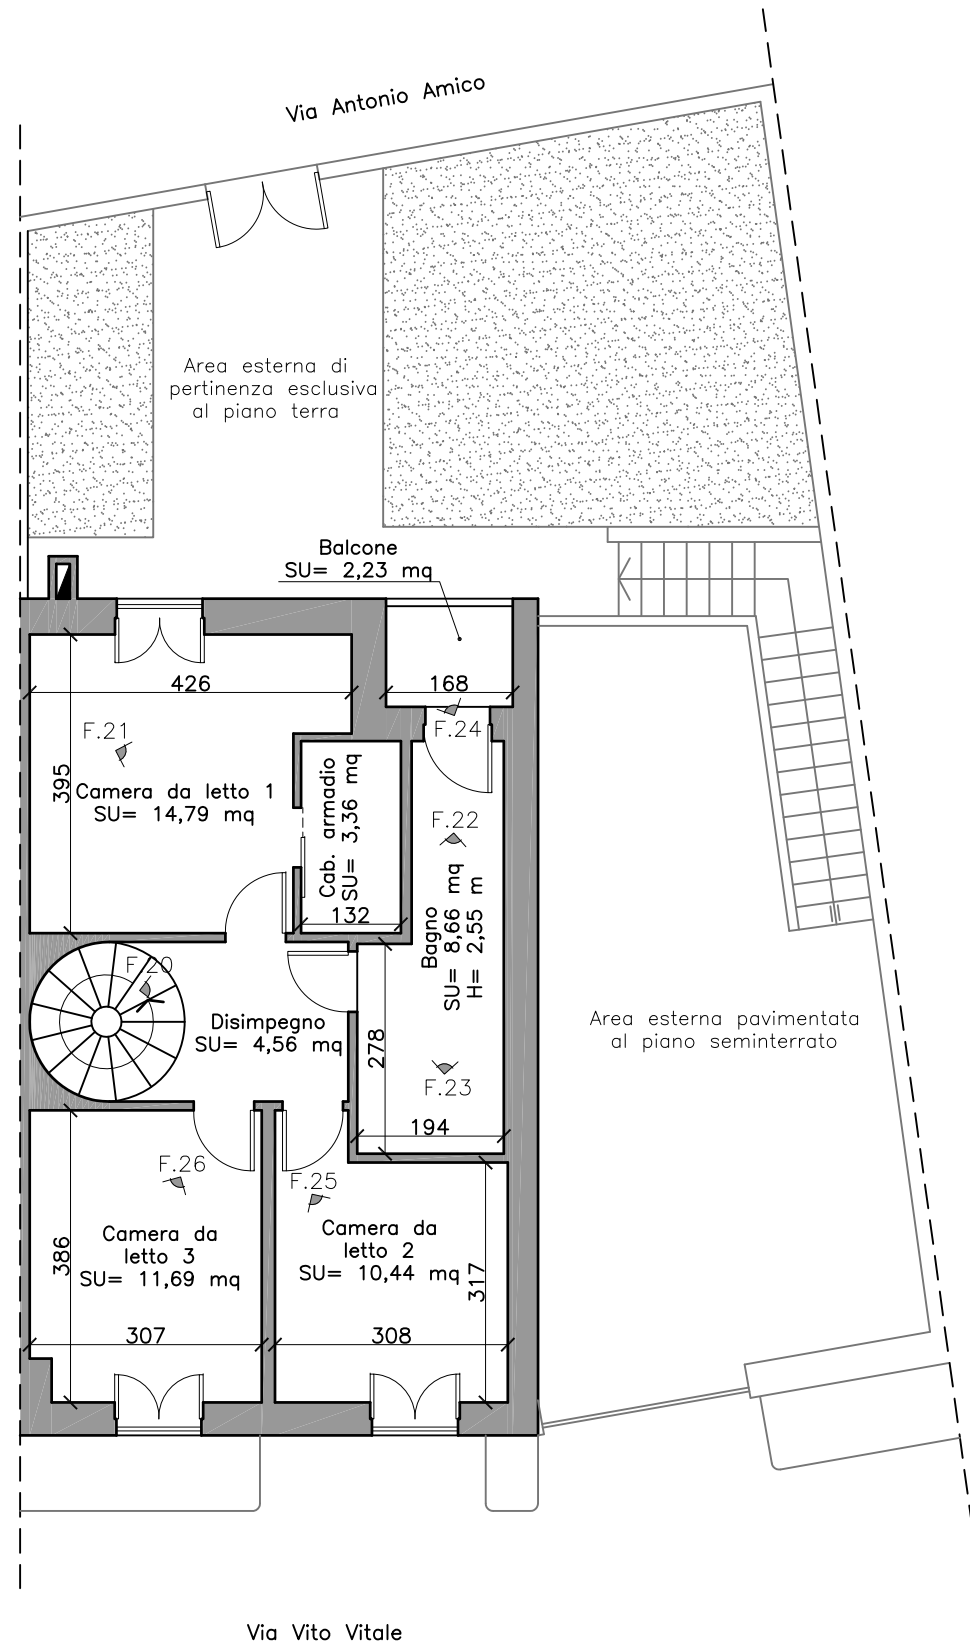 Via Antonio Amico
Area esterna di
pertinenza esclusiva
al piano terra
Balcone
SU= 2,23 mq
426
168
F.21
F.24
395
Camera da letto 1
SU= 14,79 mq
Cab. armadio
SU= 3,36 mq
132
F.22
Bagno
SU= 8,66 mq
H= 2,55 m
F.20
Disimpegno
SU= 4,56 mq
278
F.23
194
Area esterna pavimentata
al piano seminterrato
F.26
F.25
386
Camera da
letto 3
SU= 11,69 mq
Camera da
letto 2
SU= 10,44 mq
317
307
308
Via Vito Vitale